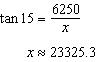 tan 15 = 6250/x
x ≈ 23325.3